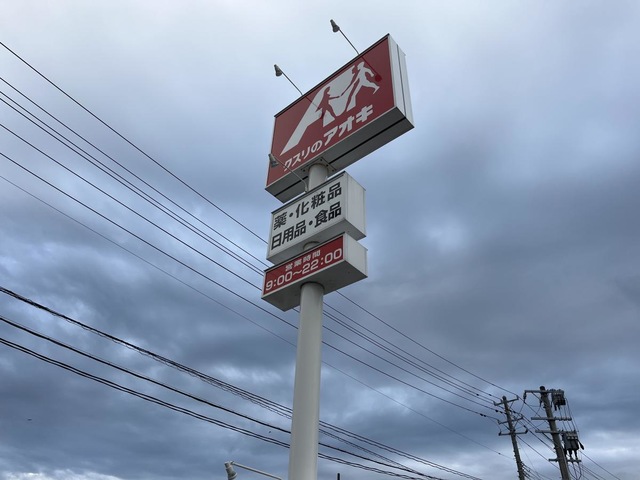 クスリのアオキ
薬・化粧品
日用品・食品
営業時間
9:00~22:00